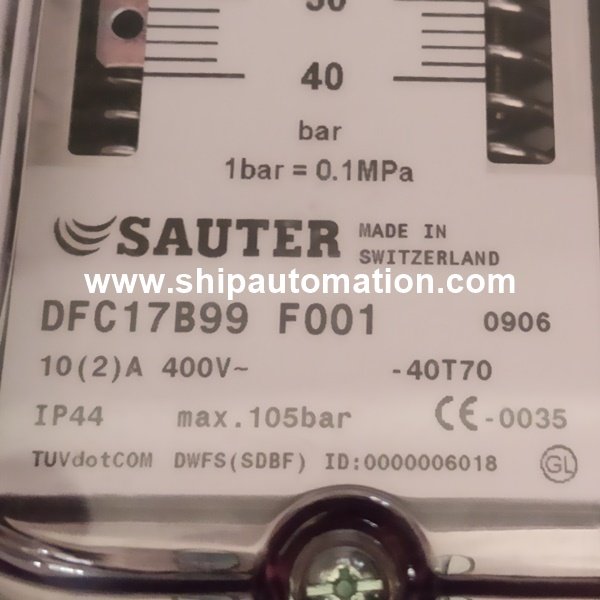 30
40
bar
1bar = 0.1MPa
SAUTER MADE IN SWITZERLAND
www.shipautomation.com
DFC17B99 F001 0906
10(2)A 400V~ -40T70
IP44 max.105bar CE-0035
TUVdotCOM DWFS(SDBF) ID:0000006018 GL